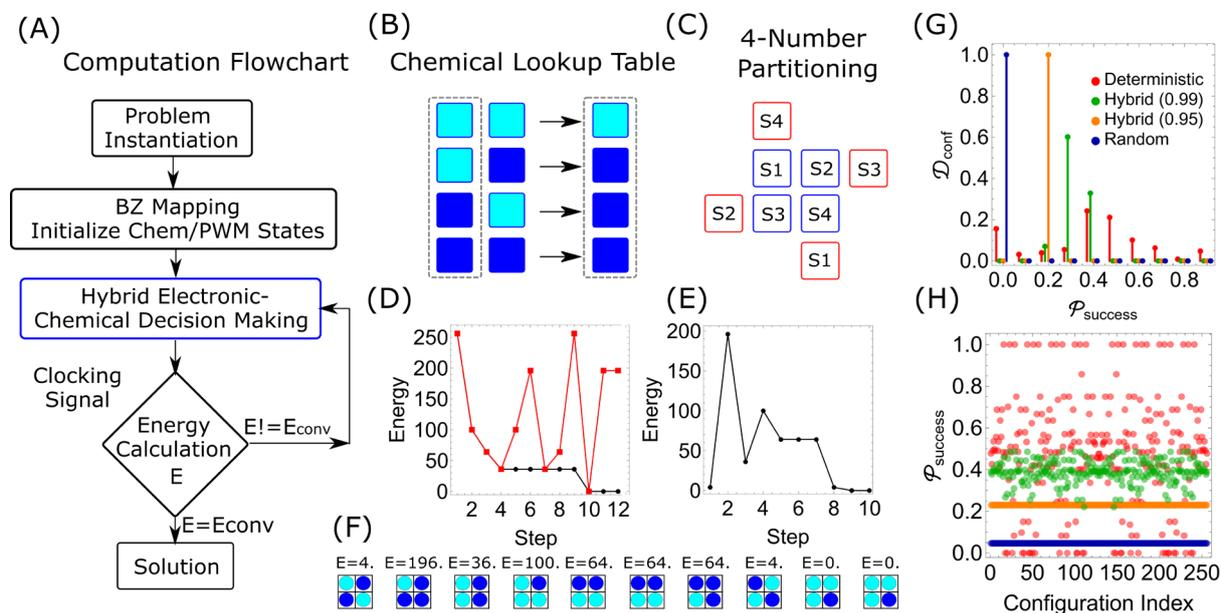 (A)
Computation Flowchart
Problem
Instantiation
BZ Mapping
Initialize Chem/PWM States
Hybrid Electronic-
Chemical Decision Making
Clocking
Signal
Energy
Calculation
E
E!=Econv
E=Econv
Solution
(B)
Chemical Lookup Table
(C)
4-Number
Partitioning
S4
S1 S2 S3
S2 S3 S4
S1
(D)
Energy
250
200
150
100
50
0
2 4 6 8 10 12
Step
(E)
Energy
200
150
100
50
0
2 4 6 8 10
Step
(F)
E=4. E=196. E=36. E=100. E=64. E=64. E=64. E=4. E=0. E=0.
(G)
𝒟conf
1.0
0.8
0.6
0.4
0.2
0.0
Deterministic
Hybrid (0.99)
Hybrid (0.95)
Random
0.0 0.2 0.4 0.6 0.8
𝒫success
(H)
𝒫success
1.0
0.8
0.6
0.4
0.2
0.0
0 50 100 150 200 250
Configuration Index